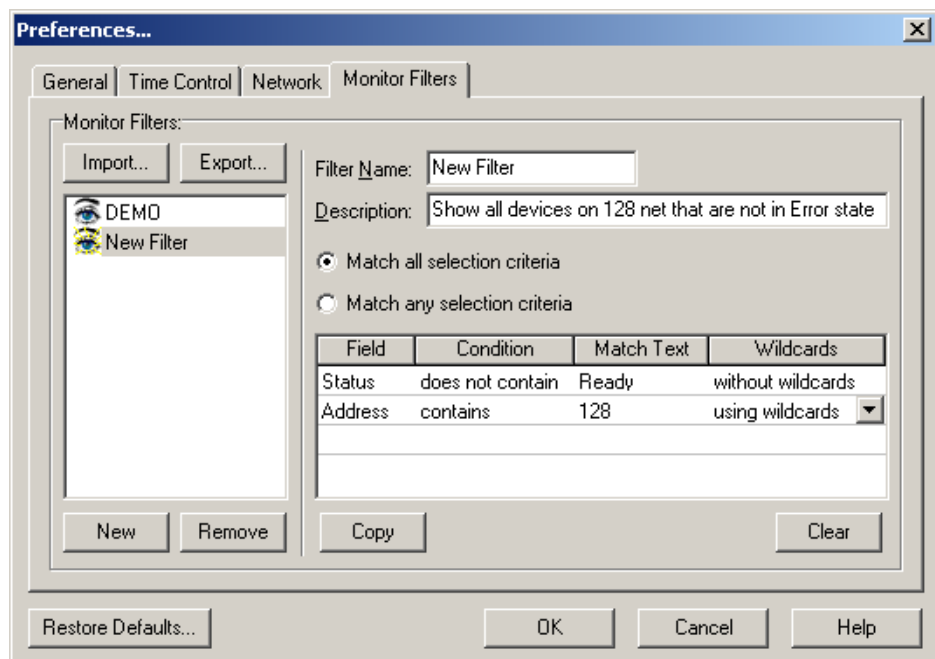 Preferences...
General Time Control Network Monitor Filters
Monitor Filters:
Import... Export...
DEMO
New Filter
New Remove
Filter Name: New Filter
Description: Show all devices on 128 net that are not in Error state
Match all selection criteria
Match any selection criteria
Field Condition Match Text Wildcards
Status does not contain Ready without wildcards
Address contains 128 using wildcards
Copy Clear
Restore Defaults... OK Cancel Help